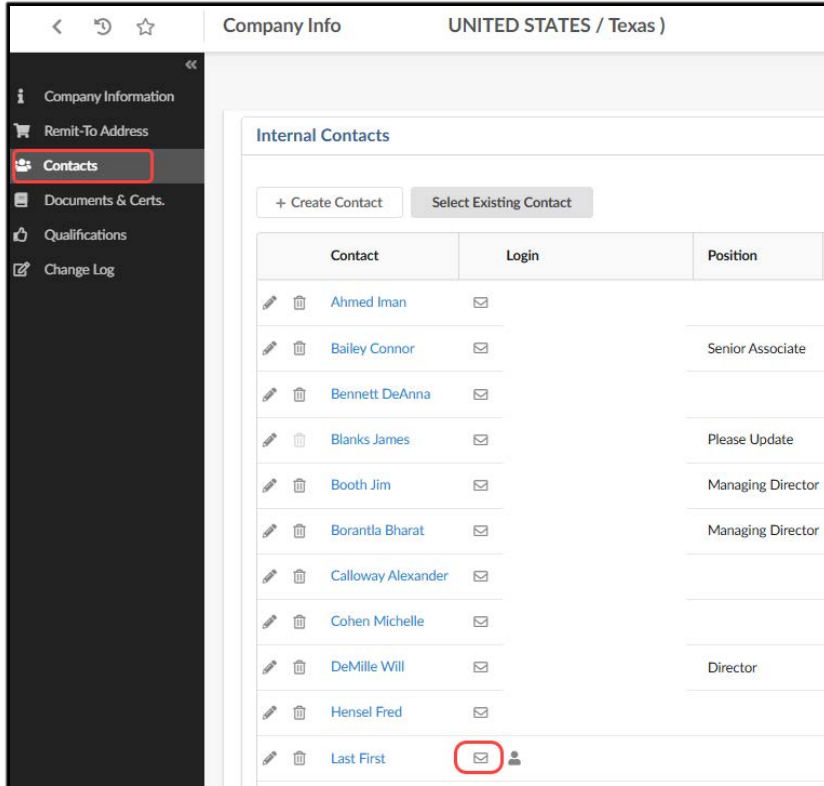 Company Info UNITED STATES / Texas )
Company Information
Remit-To Address
Contacts
Documents & Certs.
Qualifications
Change Log
Internal Contacts
+ Create Contact Select Existing Contact
Contact Login Position
Ahmed Iman
Bailey Connor Senior Associate
Bennett DeAnna
Blanks James Please Update
Booth Jim Managing Director
Borantla Bharat Managing Director
Calloway Alexander
Cohen Michelle
DeMille Will Director
Hensel Fred
Last First